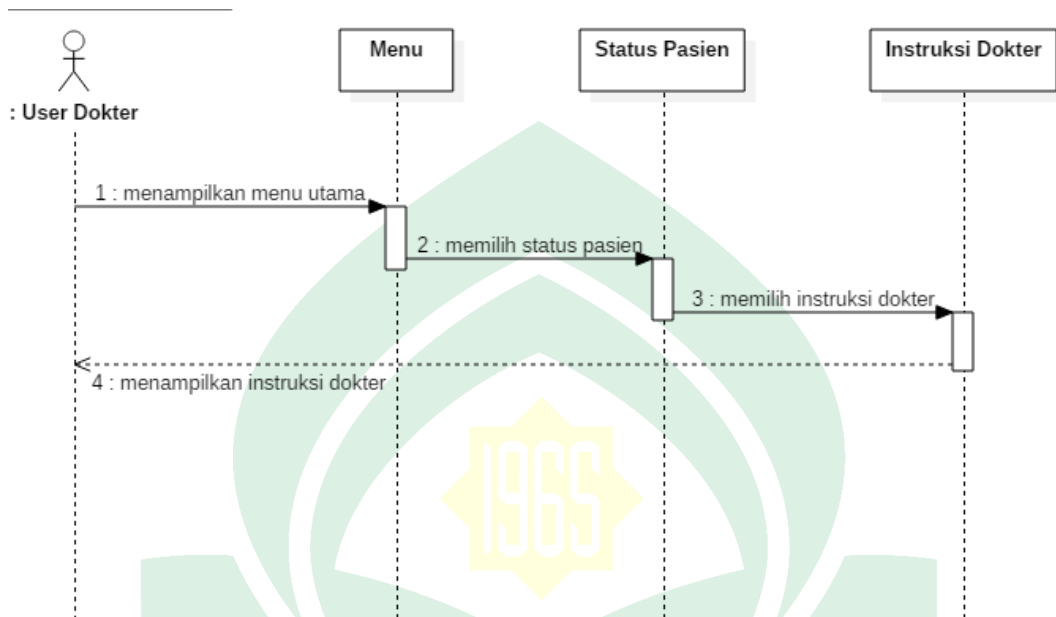 Menu
Status Pasien
Instruksi Dokter
: User Dokter
1 : menampilkan menu utama
2 : memilih status pasien
3 : memilih instruksi dokter
4 : menampilkan instruksi dokter
1965